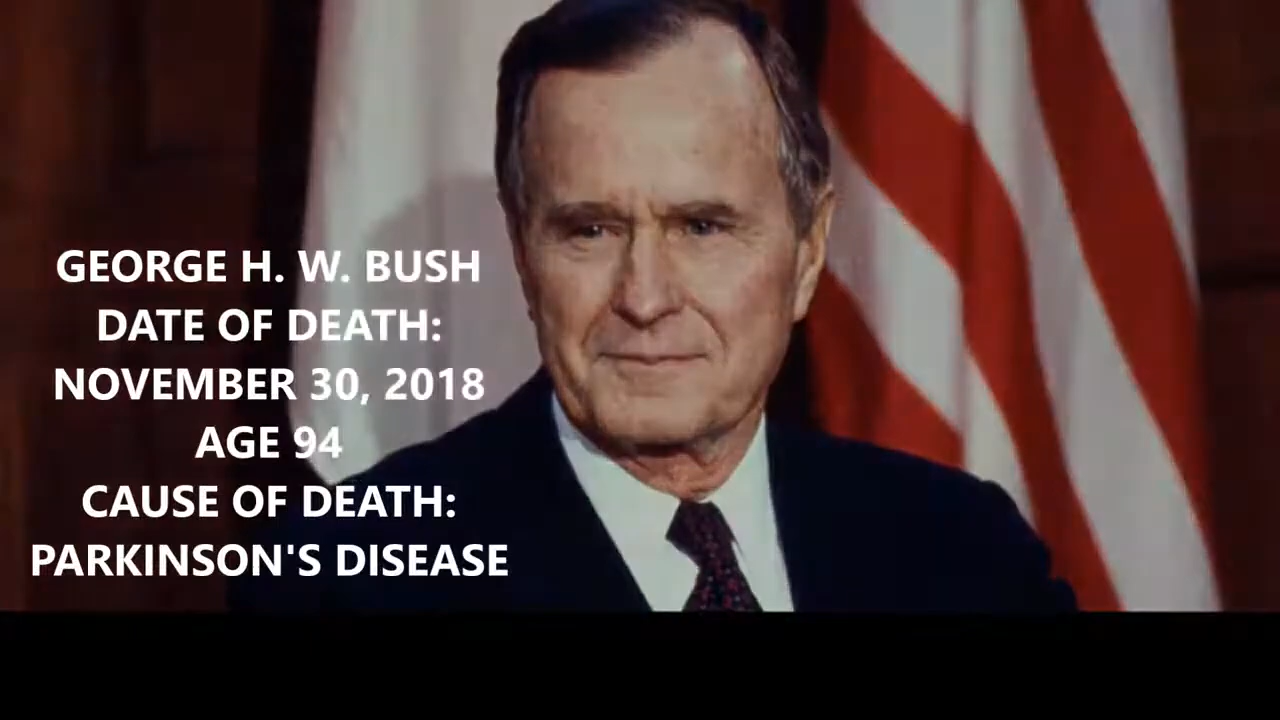 GEORGE H. W. BUSH
DATE OF DEATH:
NOVEMBER 30, 2018
AGE 94
CAUSE OF DEATH:
PARKINSON'S DISEASE